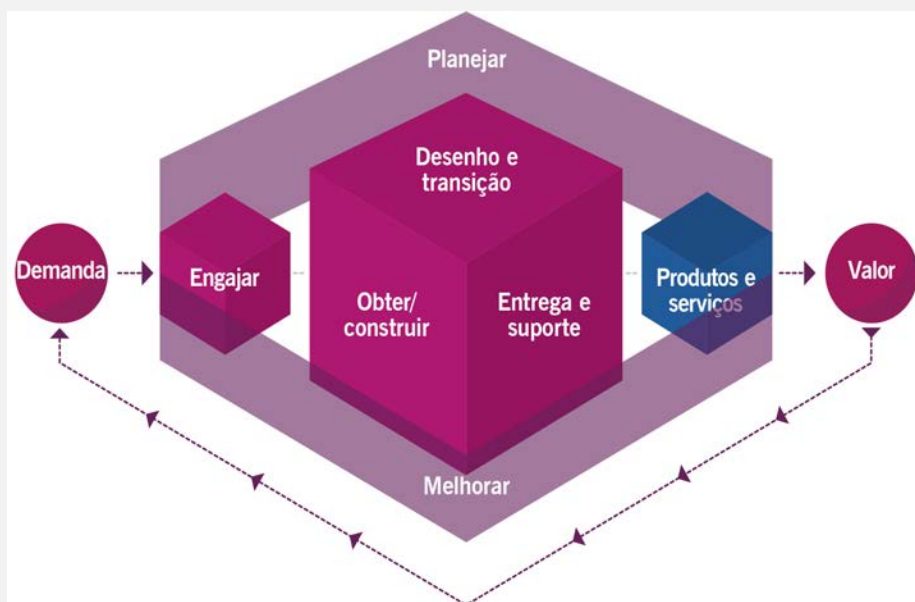 Planejar
Desenho e
transição
Demanda
Engajar
Obter/
construir
Entrega e
suporte
Produtos e
serviços
Valor
Melhorar